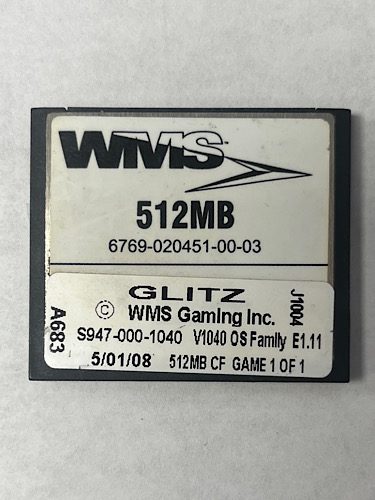 WMS™
512MB
6769-020451-00-03
GLITZ
© WMS Gaming Inc.
S947-000-1040 V1040 OS Family E1.11
5/01/08 512MB CF GAME 1 OF 1
A683
J1004